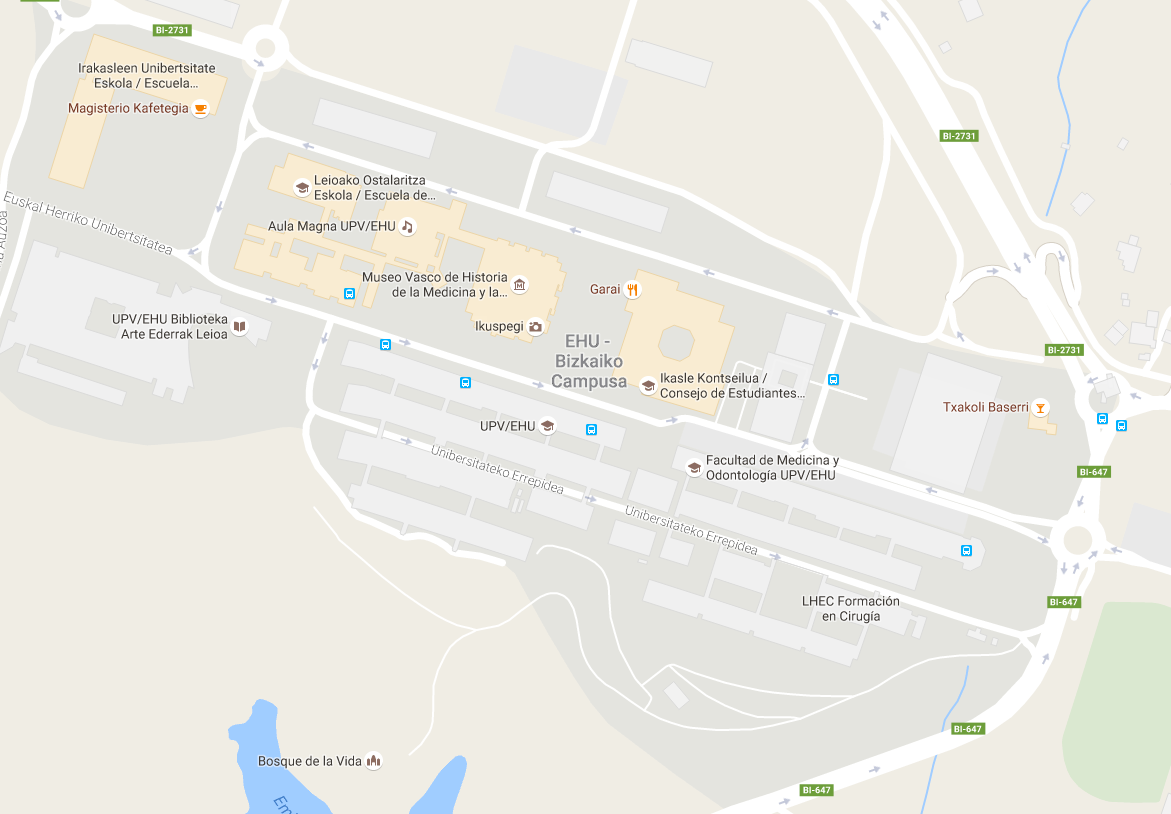 BI-2731
Irakasleen Unibertsitate
Eskola / Escuela...
Magisterio Kafetegia
BI-2731
Leioako Ostalaritza
Eskola / Escuela de...
Euskal Herriko Unibertsitatea
Auzoa
Aula Magna UPV/EHU
Museo Vasco de Historia
de la Medicina y la...
Garai
UPV/EHU Biblioteka
Arte Ederrak Leioa
Ikuspegi
EHU -
Bizkaiko
Campusa
BI-2731
Ikasle Kontseilua /
Consejo de Estudiantes...
Txakoli Baserri
UPV/EHU
Unibersitateko Errepidea
Facultad de Medicina y
Odontología UPV/EHU
BI-647
Unibersitateko Errepidea
LHEC Formación
en Cirugía
BI-647
BI-647
Bosque de la Vida
BI-647